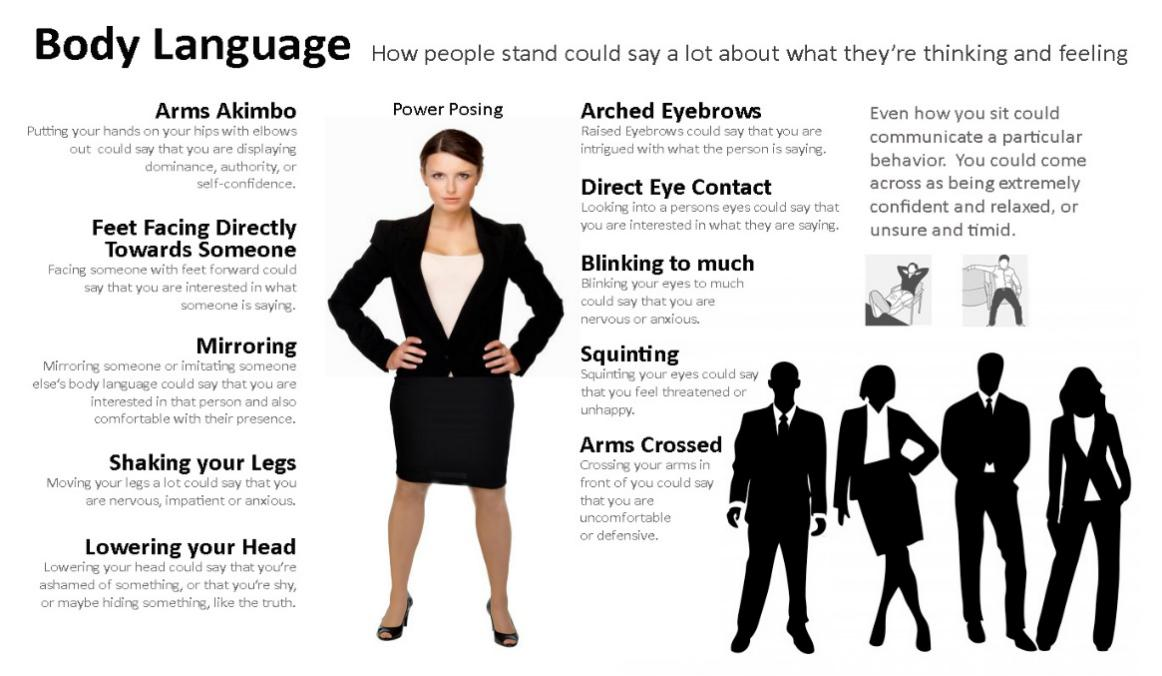 Body Language How people stand could say a lot about what they're thinking and feeling
Arms Akimbo
Putting your hands on your hips with elbows
out could say that you are displaying
dominance, authority, or
self-confidence.
Feet Facing Directly
Towards Someone
Facing someone with feet forward could
say that you are interested in what
someone is saying.
Mirroring
Mirroring someone or imitating someone
else's body language could say that you are
interested in that person and also
comfortable with their presence.
Shaking your Legs
Moving your legs a lot could say that you
are nervous, impatient or anxious.
Lowering your Head
Lowering your head could say that you're
ashamed of something, or that you're shy,
or maybe hiding something, like the truth.
Power Posing
Arched Eyebrows
Raised Eyebrows could say that you are
intrigued with what the person is saying.
Direct Eye Contact
Looking into a persons eyes could say that
you are interested in what they are saying.
Blinking to much
Blinking your eyes to much
could say that you are
nervous or anxious.
Squinting
Squinting your eyes could say
that you feel threatened or
unhappy.
Arms Crossed
Crossing your arms in
front of you could say
that you are
uncomfortable
or defensive.
Even how you sit could
communicate a particular
behavior. You could come
across as being extremely
confident and relaxed, or
unsure and timid.